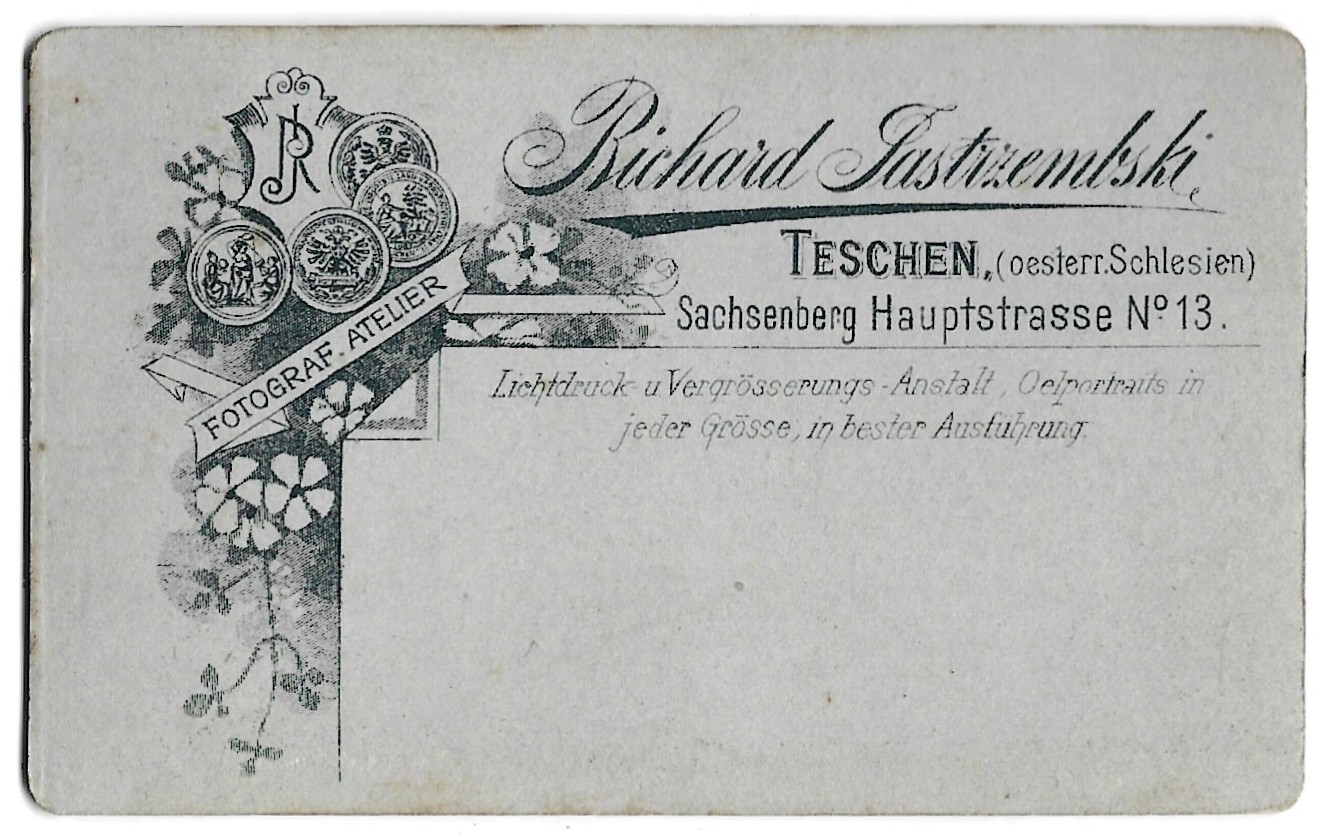 RJ
Richard Jastrzembski
TESCHEN, (oesterr. Schlesien)
Sachsenberg Hauptstrasse Nº 13.
FOTOGRAF. ATELIER
Lichtdruck- u Vergrösserungs-Anstalt, Oelportraits in
jeder Grösse, in bester Ausführung.